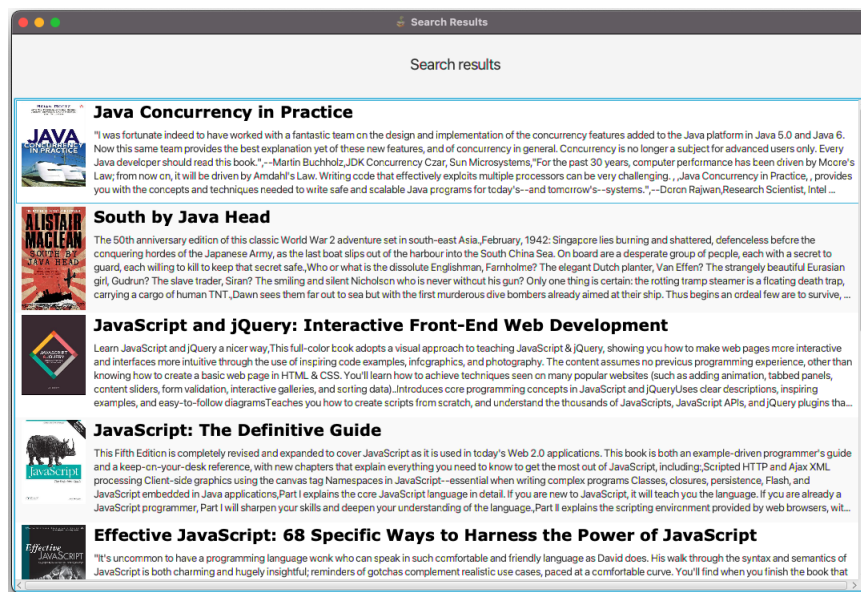 Search Results
Search results
JAVA
CONCURRENCY
IN PRACTICE
Java Concurrency in Practice
"I was fortunate indeed to have worked with a fantastic team on the design and implementation of the concurrency features added to the Java platform in Java 5.0 and Java 6.
Now this same team provides the best explanation yet of these new features, and of concurrency in general. Concurrency is no longer a subject for advanced users only. Every
Java developer should read this book.",--Martin Buchholz,JDK Concurrency Czar, Sun Microsystems,"For the past 30 years, computer performance has been driven by Moore's
Law; from now on, it will be driven by Amdahl's Law. Writing code that effectively exploits multiple processors can be very challenging. , ,Java Concurrency in Practice, , provides
you with the concepts and techniques needed to write safe and scalable Java programs for today's--and tomorrow's--systems.",--Doron Rajwan,Research Scientist, Intel ...
ALISTAIR
MACLEAN
SOUTH BY
JAVA HEAD
South by Java Head
The 50th anniversary edition of this classic World War 2 adventure set in south-east Asia.,February, 1942: Singapore lies burning and shattered, defenceless before the
conquering hordes of the Japanese Army, as the last boat slips out of the harbour into the South China Sea. On board are a desperate group of people, each with a secret to
guard, each willing to kill to keep that secret safe.,Who or what is the dissolute Englishman, Farnholme? The elegant Dutch planter, Van Effen? The strangely beautiful Eurasian
girl, Gudrun? The slave trader, Siran? The smiling and silent Nicholson who is never without his gun? Only one thing is certain: the rotting tramp steamer is a floating death trap,
carrying a cargo of human TNT.,Dawn sees them far out to sea but with the first murderous dive bombers already aimed at their ship. Thus begins an ordeal few are to survive, ...
JAVASCRIPT
& JQUERY
JavaScript and jQuery: Interactive Front-End Web Development
Learn JavaScript and jQuery a nicer way,This full-color book adopts a visual approach to teaching JavaScript & jQuery, showing you how to make web pages more interactive
and interfaces more intuitive through the use of inspiring code examples, infographics, and photography. The content assumes no previous programming experience, other than
knowing how to create a basic web page in HTML & CSS. You'll learn how to achieve techniques seen on many popular websites (such as adding animation, tabbed panels,
content sliders, form validation, interactive galleries, and sorting data)..Introduces core programming concepts in JavaScript and jQueryUses clear descriptions, inspiring
examples, and easy-to-follow diagramsTeaches you how to create scripts from scratch, and understand the thousands of JavaScripts, JavaScript APIs, and jQuery plugins tha...
JavaScript
JavaScript: The Definitive Guide
This Fifth Edition is completely revised and expanded to cover JavaScript as it is used in today's Web 2.0 applications. This book is both an example-driven programmer's guide
and a keep-on-your-desk reference, with new chapters that explain everything you need to know to get the most out of JavaScript, including:,Scripted HTTP and Ajax XML
processing Client-side graphics using the canvas tag Namespaces in JavaScript--essential when writing complex programs Classes, closures, persistence, Flash, and
JavaScript embedded in Java applications,Part I explains the core JavaScript language in detail. If you are new to JavaScript, it will teach you the language. If you are already a
JavaScript programmer, Part I will sharpen your skills and deepen your understanding of the language.,Part II explains the scripting environment provided by web browsers, wit...
Effective
JAVASCRIPT
Effective JavaScript: 68 Specific Ways to Harness the Power of JavaScript
"It's uncommon to have a programming language wonk who can speak in such comfortable and friendly language as David does. His walk through the syntax and semantics of
JavaScript is both charming and hugely insightful; reminders of gotchas complement realistic use cases, paced at a comfortable curve. You'll find when you finish the book that